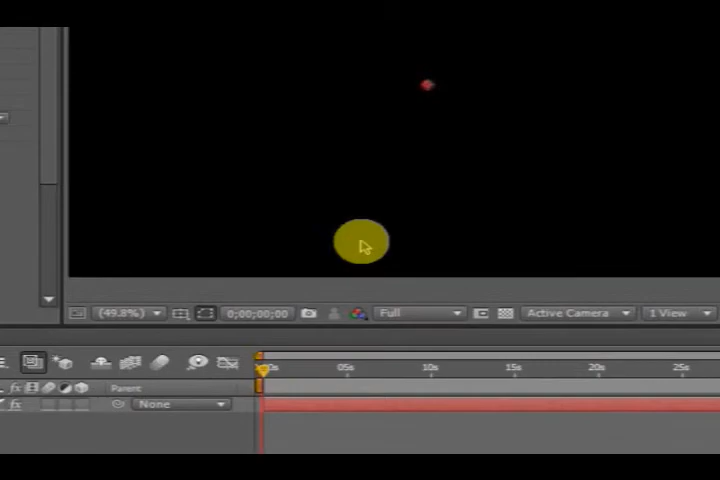 (49.8%) 0;00;00;00 Full Active Camera 1 View
05s 10s 15s 20s 25s
fx Parent
fx None